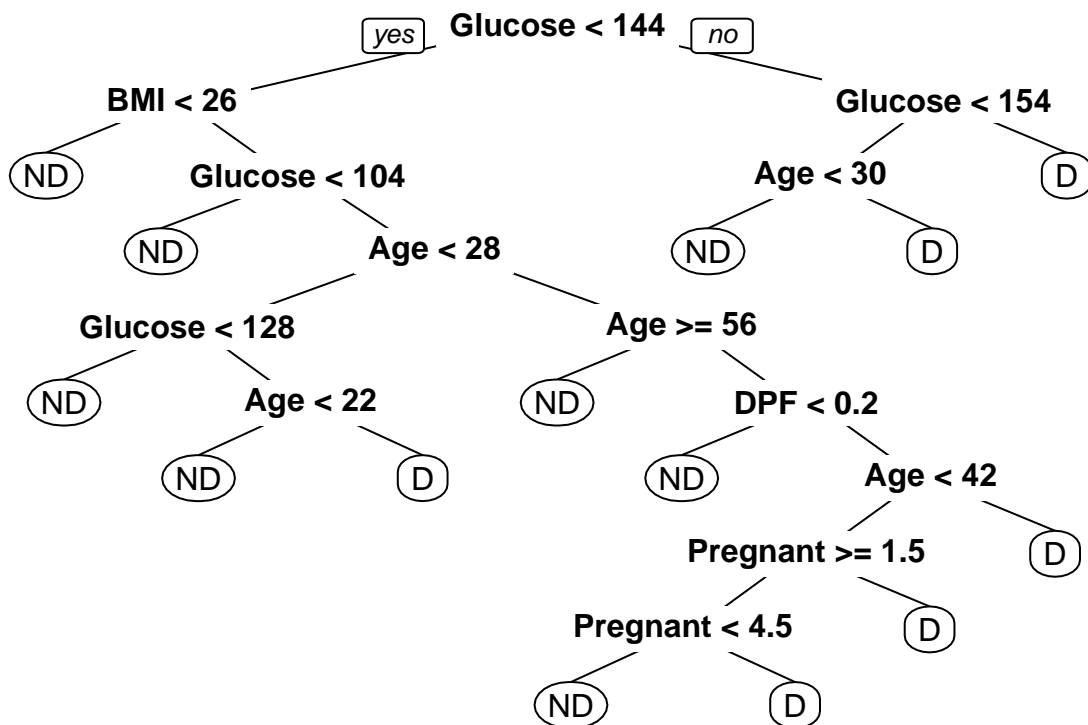 yes Glucose < 144 no
BMI < 26 Glucose < 154
ND Glucose < 104 Age < 30 D
ND Age < 28 ND D
Glucose < 128 Age >= 56
ND Age < 22 ND DPF < 0.2
ND D ND Age < 42
Pregnant >= 1.5 D
Pregnant < 4.5 D
ND D